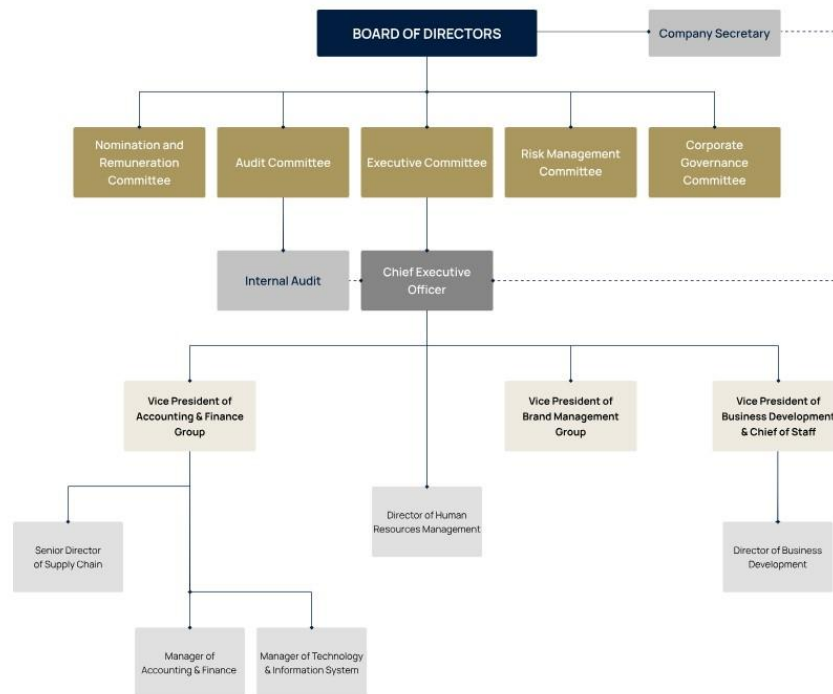 BOARD OF DIRECTORS
Company Secretary
Nomination and
Remuneration
Committee
Audit Committee
Executive Committee
Risk Management
Committee
Corporate
Governance
Committee
Internal Audit
Chief Executive
Officer
Vice President of
Accounting & Finance
Group
Vice President of
Brand Management
Group
Vice President of
Business Development
& Chief of Staff
Senior Director
of Supply Chain
Director of Human
Resources Management
Director of Business
Development
Manager of
Accounting & Finance
Manager of Technology
& Information System